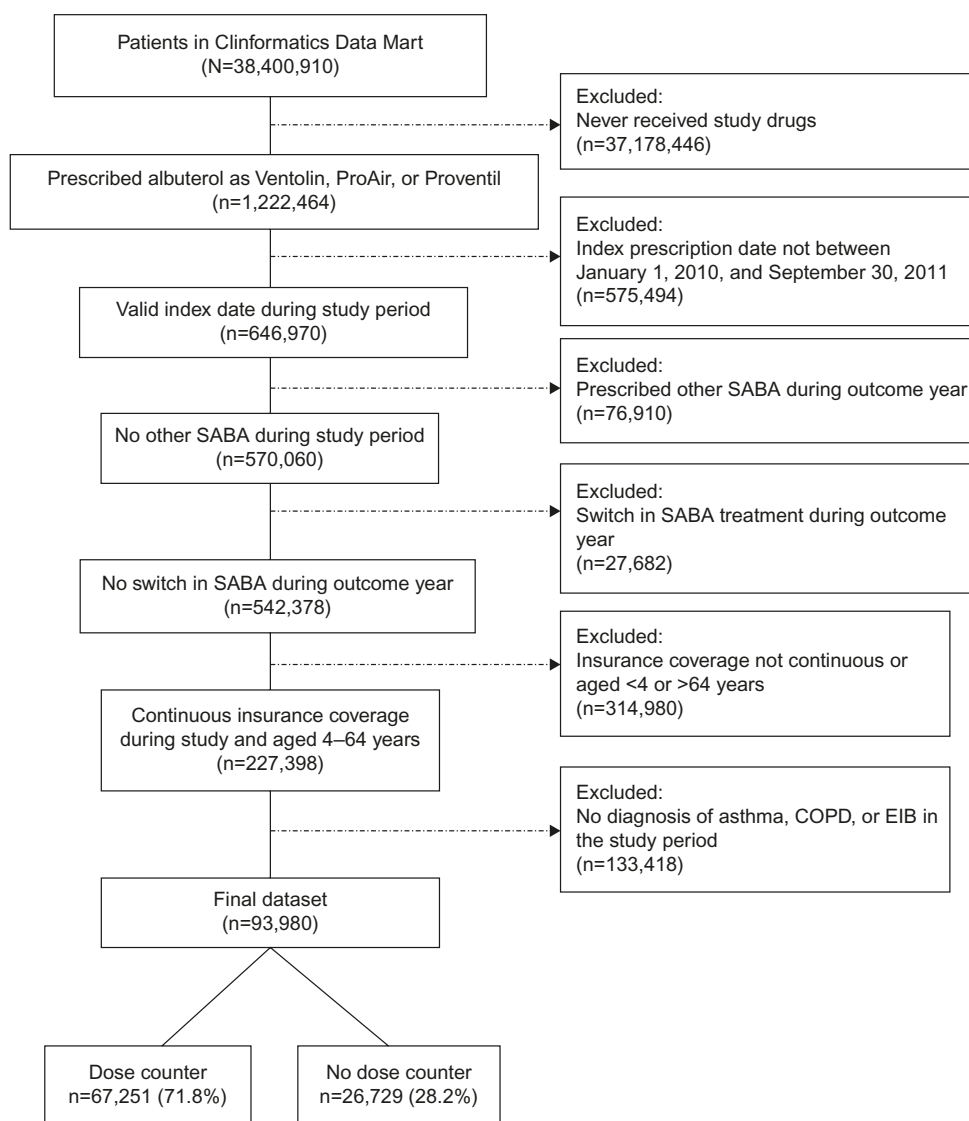 Patients in Clinformatics Data Mart
(N=38,400,910)
Excluded:
Never received study drugs
(n=37,178,446)
Prescribed albuterol as Ventolin, ProAir, or Proventil
(n=1,222,464)
Excluded:
Index prescription date not between
January 1, 2010, and September 30, 2011
(n=575,494)
Valid index date during study period
(n=646,970)
Excluded:
Prescribed other SABA during outcome year
(n=76,910)
No other SABA during study period
(n=570,060)
Excluded:
Switch in SABA treatment during outcome
year
(n=27,682)
No switch in SABA during outcome year
(n=542,378)
Excluded:
Insurance coverage not continuous or
aged <4 or >64 years
(n=314,980)
Continuous insurance coverage
during study and aged 4–64 years
(n=227,398)
Excluded:
No diagnosis of asthma, COPD, or EIB in
the study period
(n=133,418)
Final dataset
(n=93,980)
Dose counter
n=67,251 (71.8%)
No dose counter
n=26,729 (28.2%)